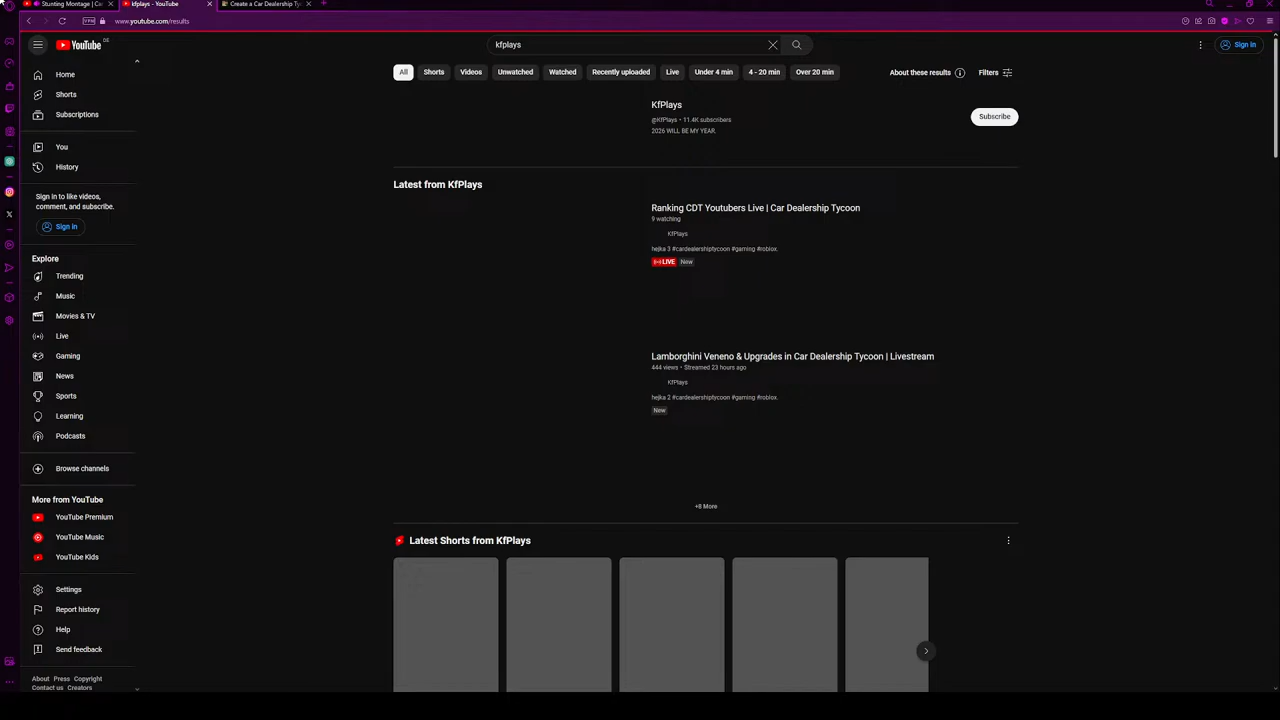 Stunting Montage | Ca
kfplays - YouTube
Create a Car Dealership Ty
VPN
www.youtube.com/results
YouTube DE
kfplays
Sign in
Home
Shorts
Subscriptions
You
History
Sign in to like videos,
comment, and subscribe.
Sign in
Explore
Trending
Music
Movies & TV
Live
Gaming
News
Sports
Learning
Podcasts
Browse channels
More from YouTube
YouTube Premium
YouTube Music
YouTube Kids
Settings
Report history
Help
Send feedback
About Press Copyright
Contact us Creators
All Shorts Videos Unwatched Watched Recently uploaded Live Under 4 min 4 - 20 min Over 20 min
About these results
Filters
KfPlays
@KfPlays • 11.4K subscribers
2026 WILL BE MY YEAR.
Subscribe
Latest from KfPlays
Ranking CDT Youtubers Live | Car Dealership Tycoon
9 watching
KfPlays
hejka 3 #cardealershiptycoon #gaming #roblox.
LIVE New
Lamborghini Veneno & Upgrades in Car Dealership Tycoon | Livestream
444 views • Streamed 23 hours ago
KfPlays
hejka 2 #cardealershiptycoon #gaming #roblox.
New
+8 More
Latest Shorts from KfPlays